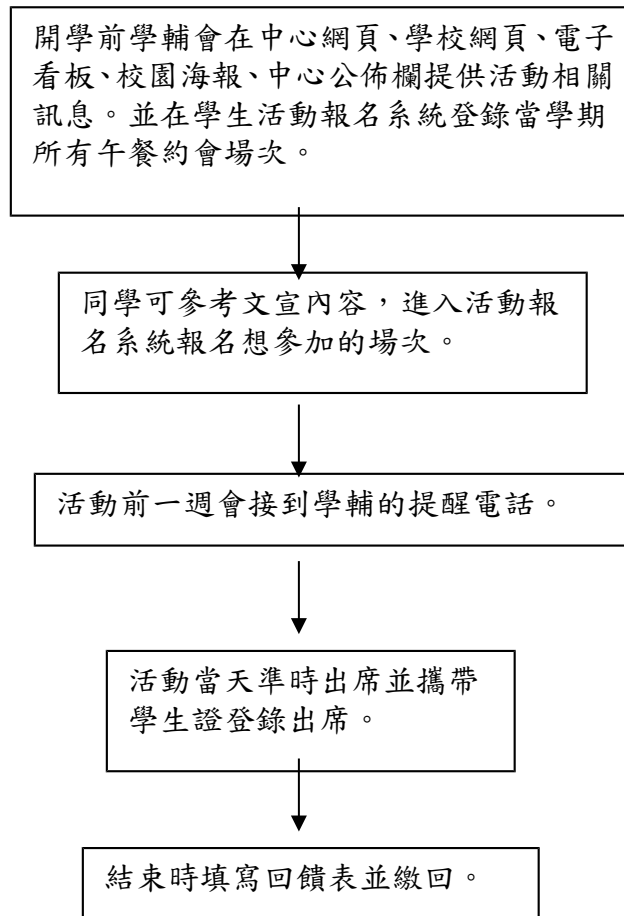 開學前學輔會在中心網頁、學校網頁、電子
看板、校園海報、中心公佈欄提供活動相關
訊息。並在學生活動報名系統登錄當學期
所有午餐約會場次。
同學可參考文宣內容，進入活動報
名系統報名想參加的場次。
活動前一週會接到學輔的提醒電話。
活動當天準時出席並攜帶
學生證登錄出席。
結束時填寫回饋表並繳回。